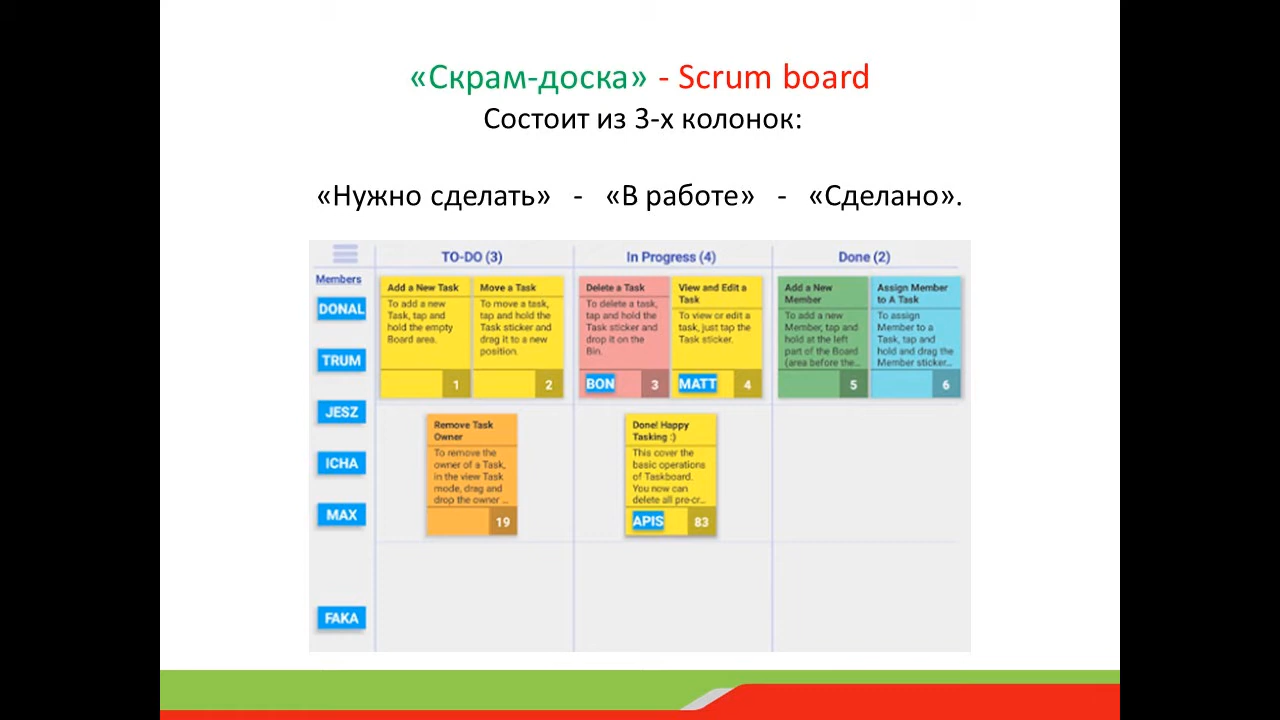 «Скрам-доска» - Scrum board
Состоит из 3-х колонок:
«Нужно сделать» - «В работе» - «Сделано».
TO-DO (3)
In Progress (4)
Done (2)
Members
DONAL
TRUM
JESZ
ICHA
MAX
FAKA
Add a New Task
To add a new
Task, tap and
hold the empty
Board area.
1
Move a Task
To move a task,
tap and hold the
Task sticker and
drag it to a new
position.
2
Remove Task
Owner
To remove the
owner of a Task,
in the view Task
mode, drag and
drop the owner ...
19
Delete a Task
To delete a task,
tap and hold the
Task sticker and
drop it on the
Bin.
BON
3
View and Edit a
Task
To view or edit a
task, just tap the
Task sticker.
MATT
4
Done! Happy
Tasking :)
This cover the
basic operations
of Taskboard.
You now can
delete all pre-cr...
APIS
83
Add a New
Member
To add a new
Member, tap and
hold at the left
part of the Board
(area before the...
5
Assign Member
to A Task
To assign
Member to a
Task, tap and
hold and drag the
Member sticker...
6